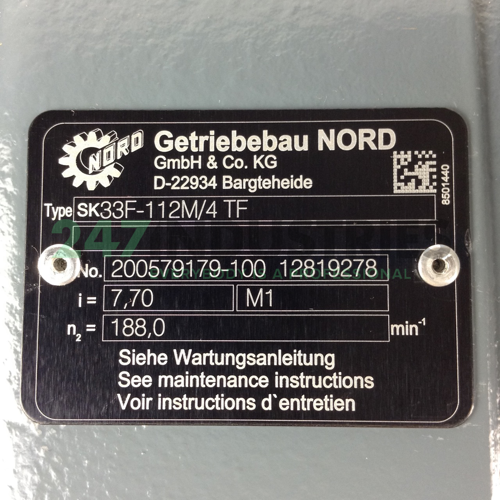 NORD
Getriebebau NORD
GmbH & Co. KG
D-22934 Bargteheide
8501440
Type SK33F-112M/4 TF
No. 200579179-100 12819278
i = 7,70 M1
n2 = 188,0 min-1
Siehe Wartungsanleitung
See maintenance instructions
Voir instructions d`entretien